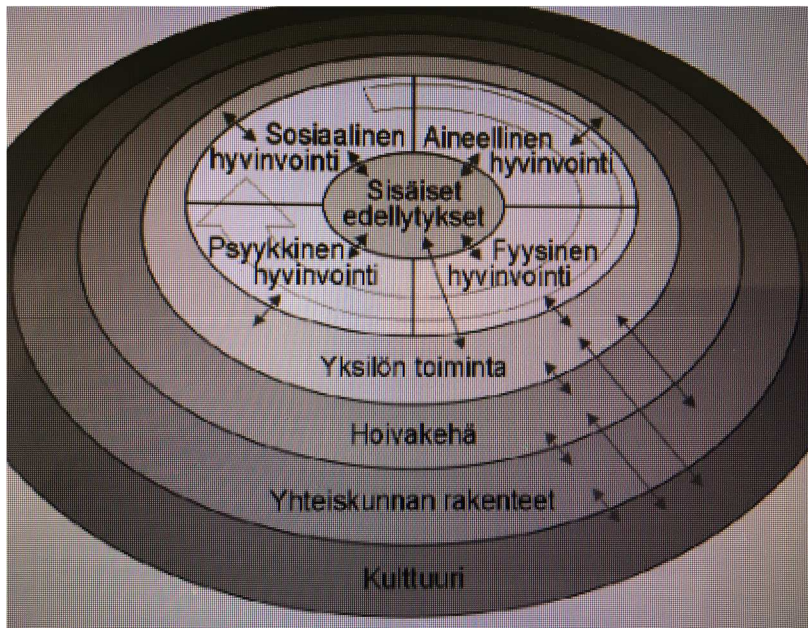 Sosiaalinen
hyvinvointi
Aineellinen
hyvinvointi
Sisäiset
edellytykset
Psyykkinen
hyvinvointi
Fyysinen
hyvinvointi
Yksilön toiminta
Hoivakehä
Yhteiskunnan rakenteet
Kulttuuri